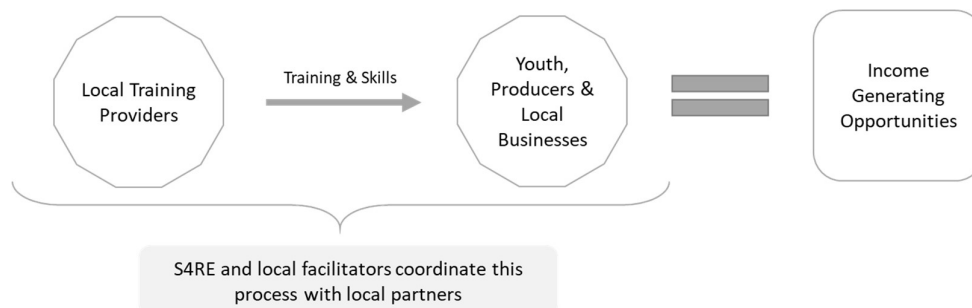 Local Training
Providers
Training & Skills
Youth,
Producers &
Local
Businesses
Income
Generating
Opportunities
S4RE and local facilitators coordinate this
process with local partners